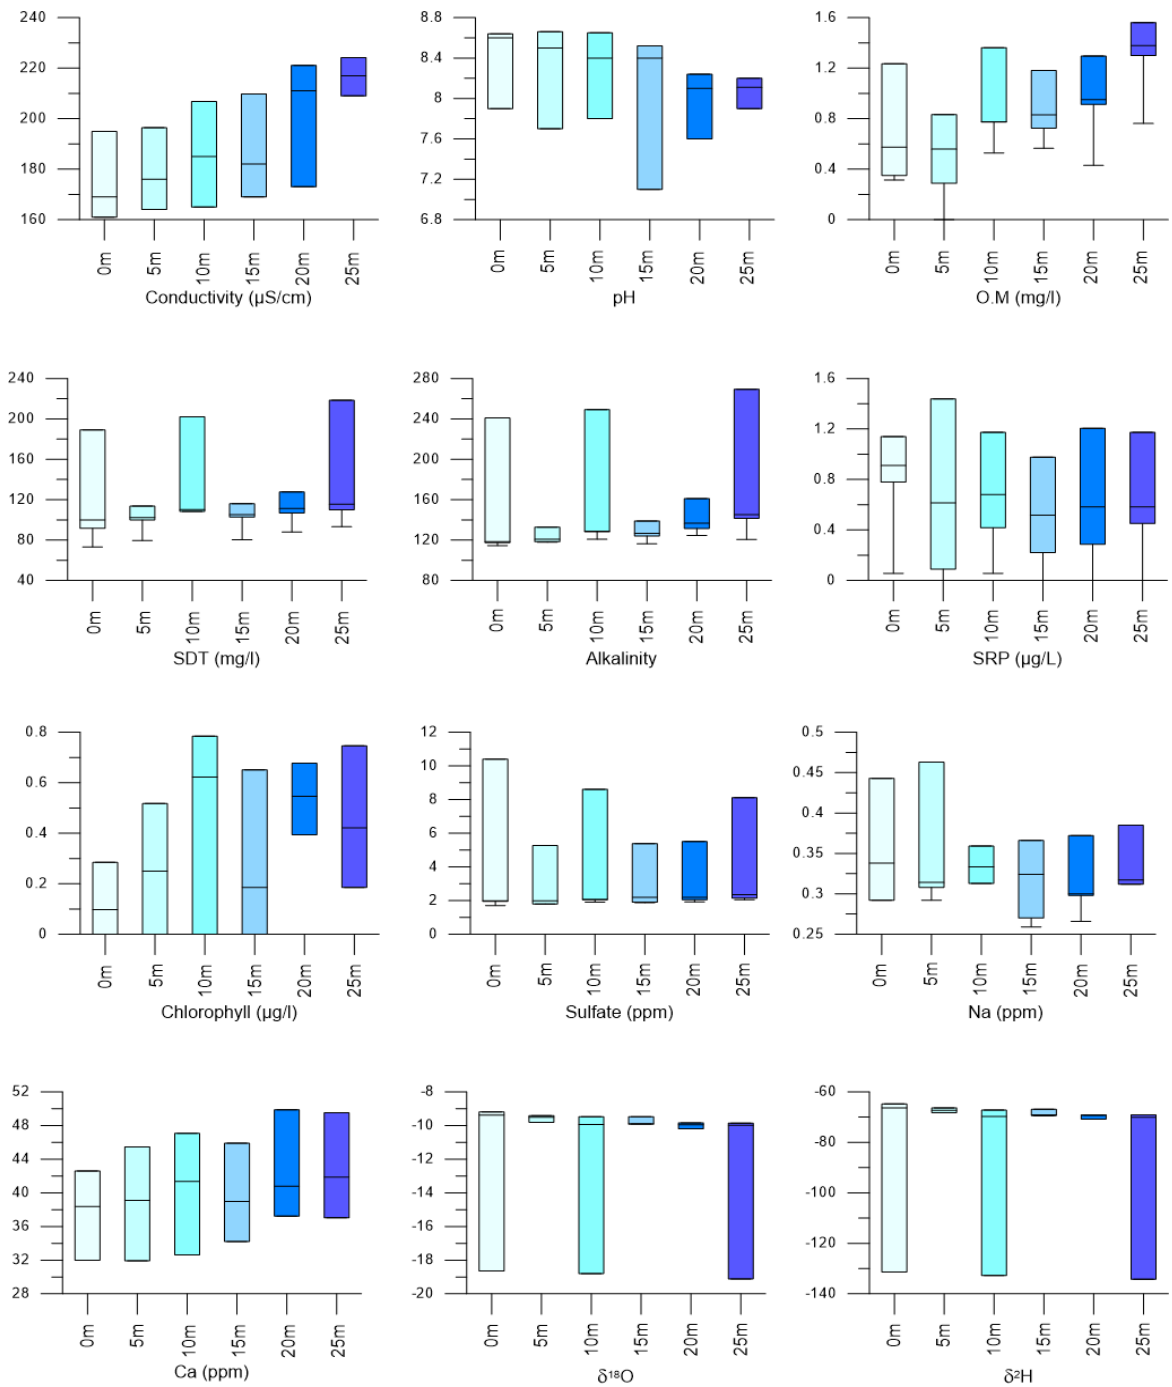 240
220
200
180
160
0m
5m
10m
15m
20m
25m
Conductivity (µS/cm)
8.8
8.4
8
7.6
7.2
6.8
0m
5m
10m
15m
20m
25m
pH
1.6
1.2
0.8
0.4
0
0m
5m
10m
15m
20m
25m
O.M (mg/l)
240
200
160
120
80
40
0m
5m
10m
15m
20m
25m
SDT (mg/l)
280
240
200
160
120
80
0m
5m
10m
15m
20m
25m
Alkalinity
1.6
1.2
0.8
0.4
0
0m
5m
10m
15m
20m
25m
SRP (µg/L)
0.8
0.6
0.4
0.2
0
0m
5m
10m
15m
20m
25m
Chlorophyll (µg/l)
12
10
8
6
4
2
0
0m
5m
10m
15m
20m
25m
Sulfate (ppm)
0.5
0.45
0.4
0.35
0.3
0.25
0m
5m
10m
15m
20m
25m
Na (ppm)
52
48
44
40
36
32
28
0m
5m
10m
15m
20m
25m
Ca (ppm)
-8
-10
-12
-14
-16
-18
-20
0m
5m
10m
15m
20m
25m
δ¹⁸O
-60
-80
-100
-120
-140
0m
5m
10m
15m
20m
25m
δ²H